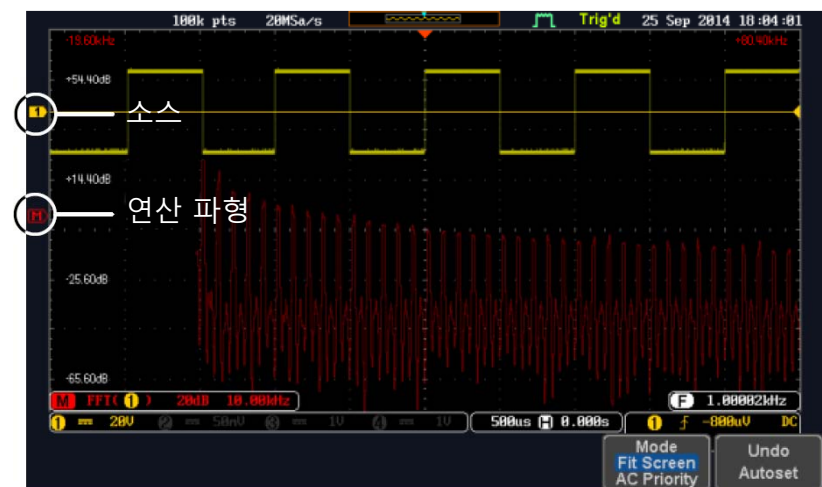 100k pts 20MSa/s Trig'd 25 Sep 2014 18:04:01
-19.60kHz +80.40kHz
+54.40dB
1 소스
+14.40dB
M 연산 파형
-25.60dB
-65.60dB
M FFT( 1 ) 20dB 10.00kHz F 1.00002kHz
1 20V 2 50mV 3 1V 4 1V 500us H 0.000s 1 f -800uV DC
Mode
Fit Screen
AC Priority
Undo
Autoset